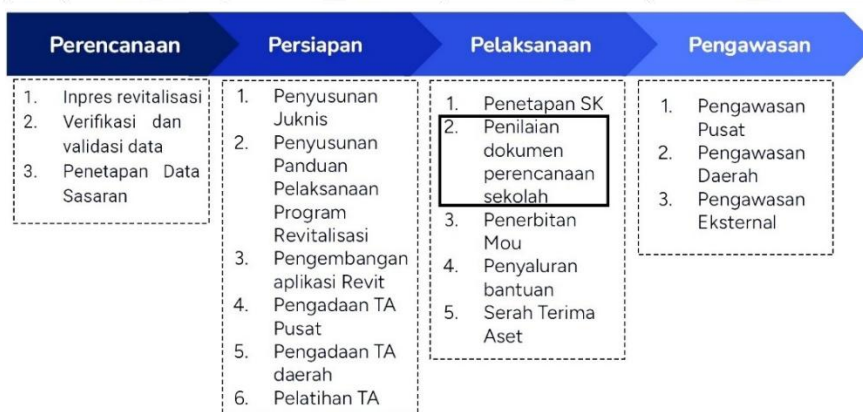 Perencanaan
Persiapan
Pelaksanaan
Pengawasan
1. Inpres revitalisasi
2. Verifikasi dan
validasi data
3. Penetapan Data
Sasaran
1. Penyusunan
Juknis
2. Penyusunan
Panduan
Pelaksanaan
Program
Revitalisasi
3. Pengembangan
aplikasi Revit
4. Pengadaan TA
Pusat
5. Pengadaan TA
daerah
6. Pelatihan TA
1. Penetapan SK
2. Penilaian
dokumen
perencanaan
sekolah
3. Penerbitan
Mou
4. Penyaluran
bantuan
5. Serah Terima
Aset
1. Pengawasan
Pusat
2. Pengawasan
Daerah
3. Pengawasan
Eksternal